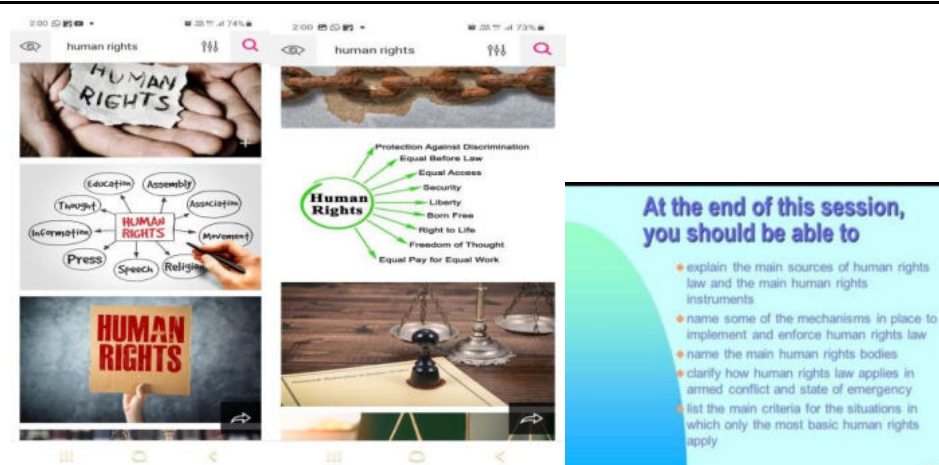 2:00
74%
human rights
HUMAN
RIGHTS
Education
Assembly
Thought
Association
HUMAN
RIGHTS
Information
Movement
Press
Speech
Religion
HUMAN
RIGHTS
2:00
73%
human rights
Protection Against Discrimination
Equal Before Law
Equal Access
Security
Human
Rights
Liberty
Born Free
Right to Life
Freedom of Thought
Equal Pay for Equal Work
At the end of this session,
you should be able to
explain the main sources of human rights
law and the main human rights
instruments
name some of the mechanisms in place to
implement and enforce human rights law
name the main human rights bodies
clarify how human rights law applies in
armed conflict and state of emergency
list the main criteria for the situations in
which only the most basic human rights
apply